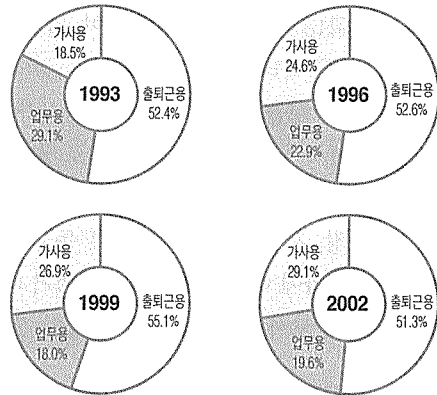 가사용
18.5%
1993
출퇴근용
52.4%
업무용
29.1%
가사용
24.6%
1996
출퇴근용
52.6%
업무용
22.9%
가사용
26.9%
1999
출퇴근용
55.1%
업무용
18.0%
가사용
29.1%
2002
출퇴근용
51.3%
업무용
19.6%